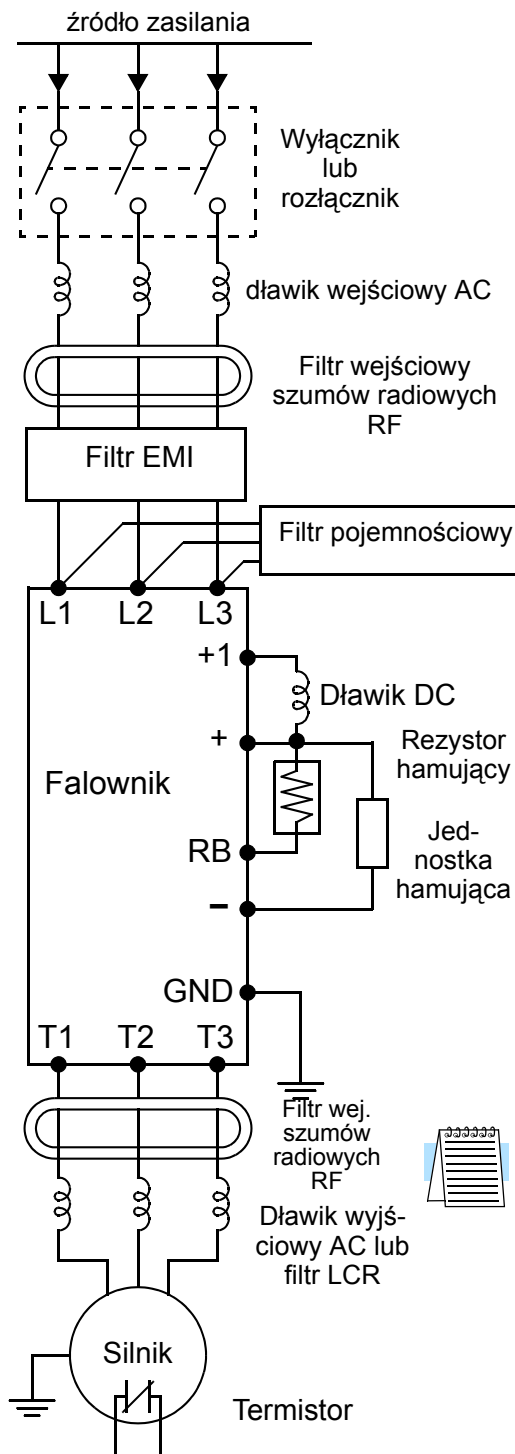 źródło zasilania
Wyłącznik
lub
rozłącznik
dławik wejściowy AC
Filtr wejściowy
szumów radiowych
RF
Filtr EMI
Filtr pojemnościowy
L1 L2 L3
+1
Dławik DC
+
Rezystor
hamujący
Falownik
RB
Jed-
nostka
hamująca
–
GND
T1 T2 T3
Filtr wej.
szumów
radiowych
RF
Dławik wyjś-
ciowy AC lub
filtr LCR
Silnik
Termistor